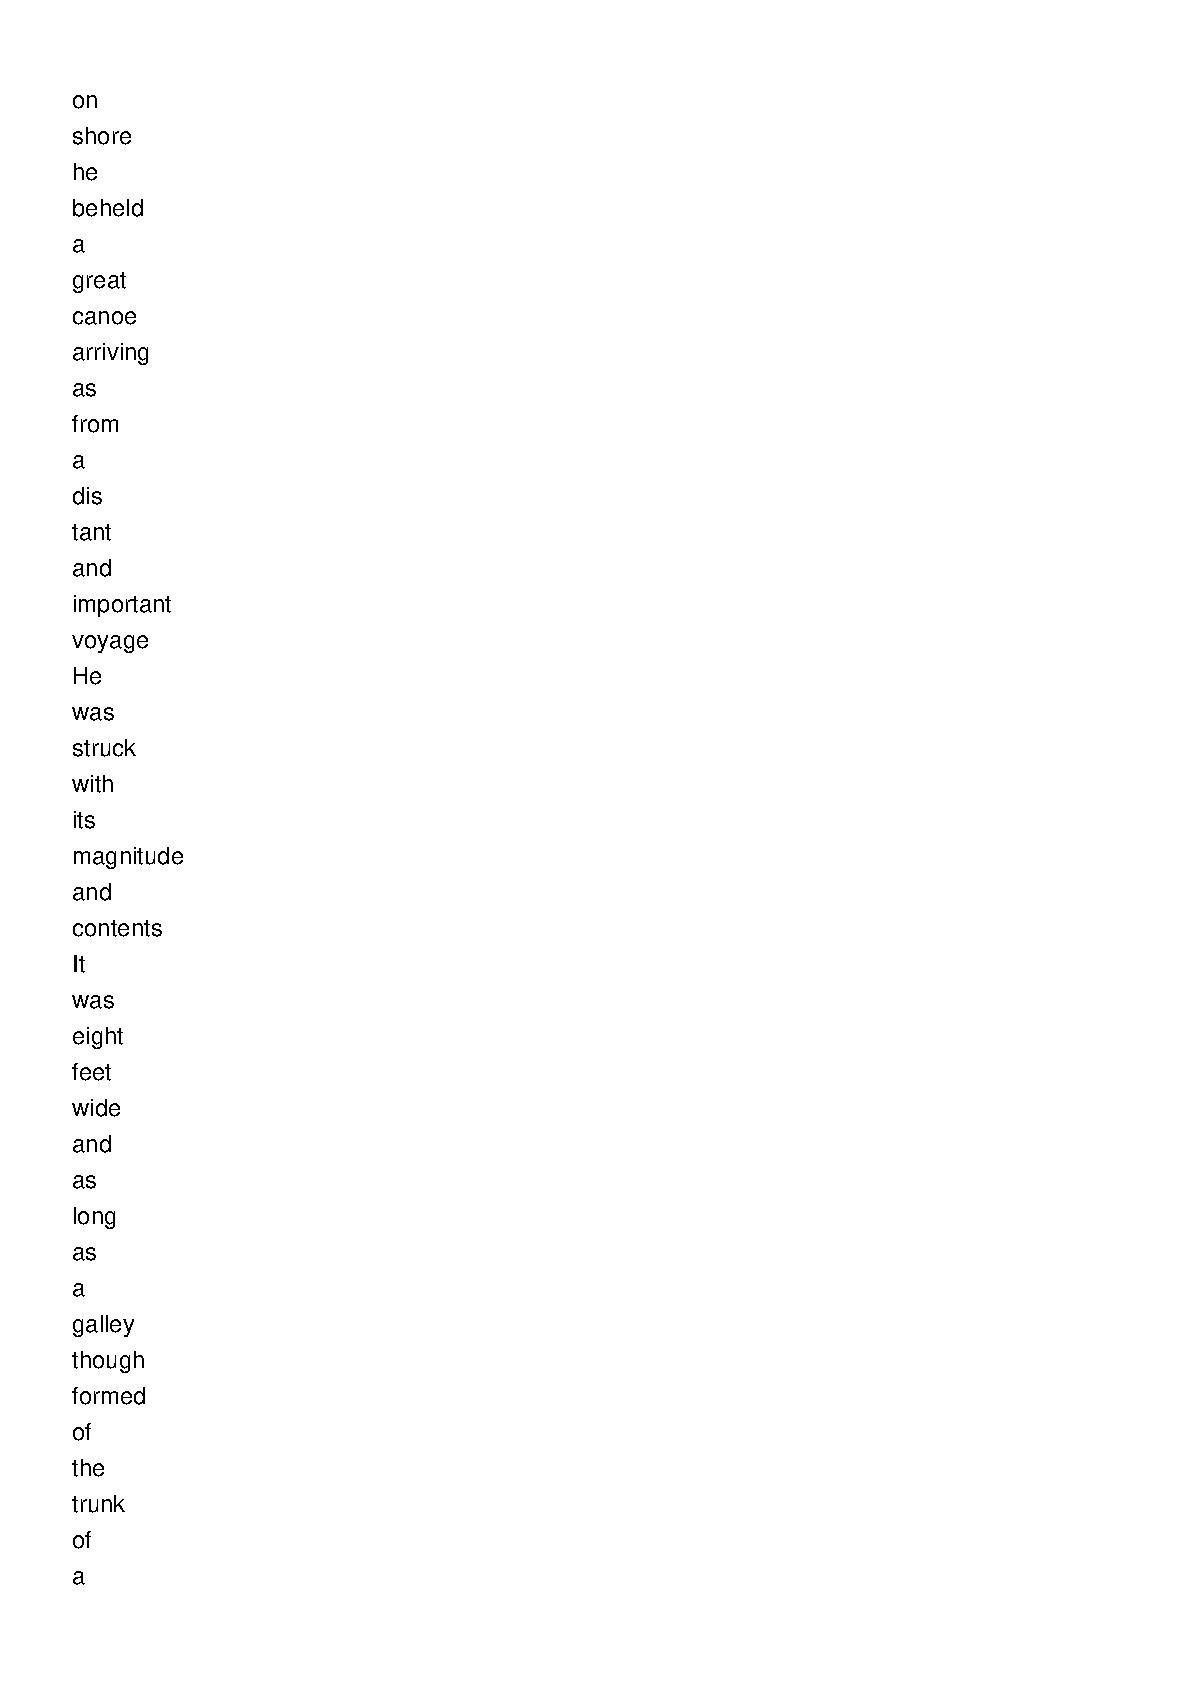 on
shore
he
beheld
a
great
canoe
arriving
as
from
a
dis
tant
and
important
voyage
He
was
struck
with
its
magnitude
and
contents
It
was
eight
feet
wide
and
as
long
as
a
galley
though
formed
of
the
trunk
of
a